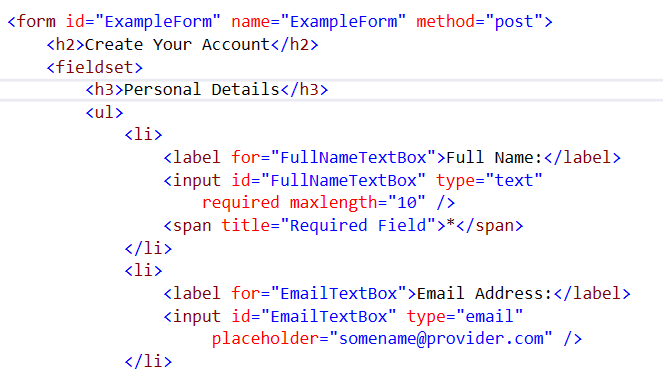 <form id="ExampleForm" name="ExampleForm" method="post">
<h2>Create Your Account</h2>
<fieldset>
<h3>Personal Details</h3>
<ul>
<li>
<label for="FullNameTextBox">Full Name:</label>
<input id="FullNameTextBox" type="text"
required maxlength="10" />
<span title="Required Field">*</span>
</li>
<li>
<label for="EmailTextBox">Email Address:</label>
<input id="EmailTextBox" type="email"
placeholder="somename@provider.com" />
</li>